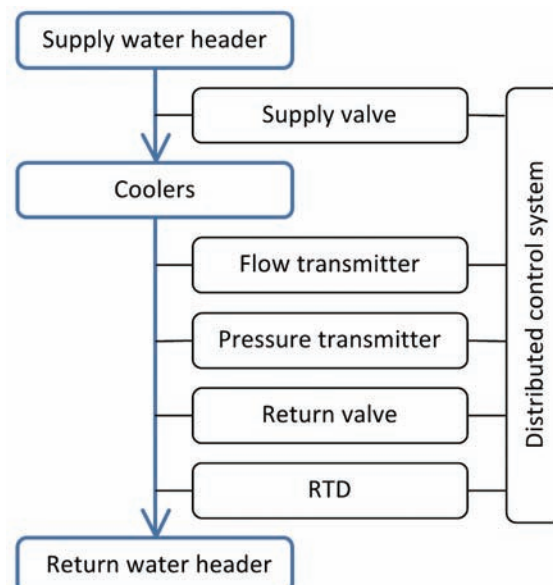 Supply water header
Supply valve
Coolers
Flow transmitter
Pressure transmitter
Return valve
RTD
Return water header
Distributed control system